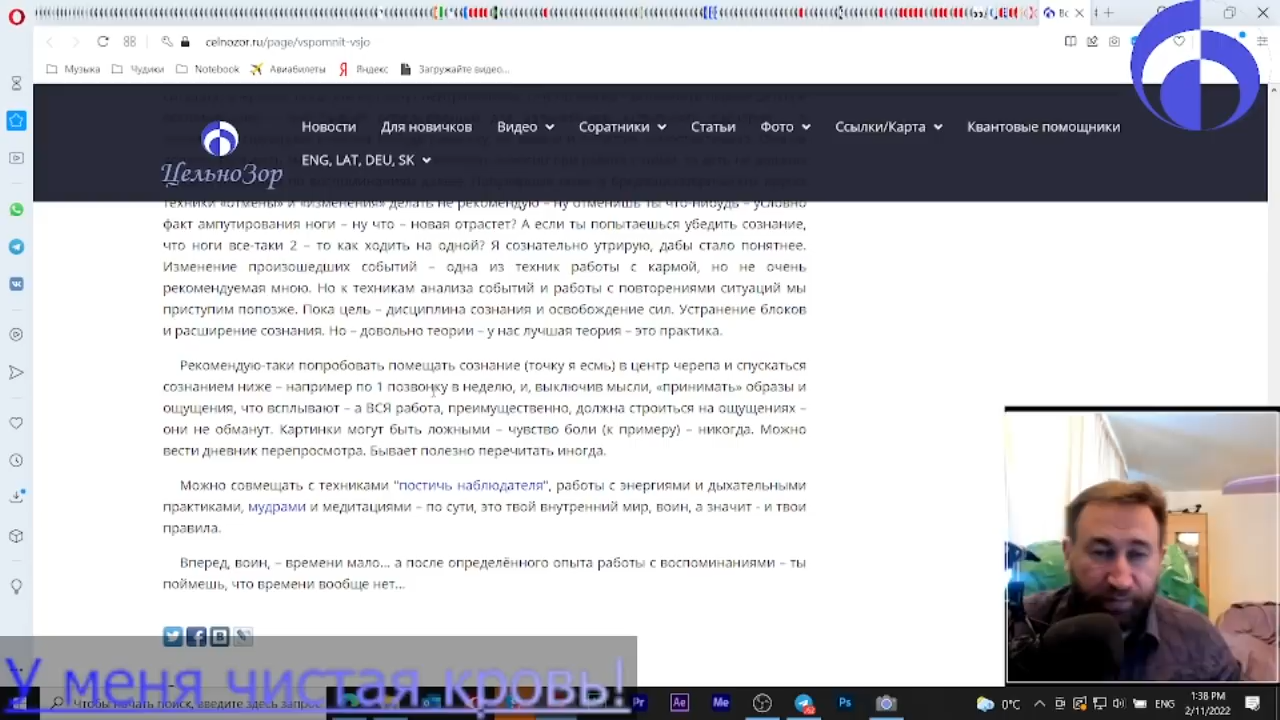 celnozor.ru/page/vspomnit-vsjo
Музыка Чудики Notebook Авиабилеты Яндекс Загружайте видео...
Новости Для новичков Видео Соратники Статьи Фото Ссылки/Карта Квантовые помощники
ЦельноЗор
ENG, LAT, DEU, SK
техники «отмены» и «изменения» делать не рекомендую – ну отменишь ты что-нибудь – условно
факт ампутирования ноги – ну что – новая отрастет? А если ты попытаешься убедить сознание,
что ноги все-таки 2 – то как ходить на одной? Я сознательно утрирую, дабы стало понятнее.
Изменение произошедших событий – одна из техник работы с кармой, но не очень
рекомендуемая мною. Но к техникам анализа событий и работы с повторениями ситуаций мы
приступим попозже. Пока цель – дисциплина сознания и освобождение сил. Устранение блоков
и расширение сознания. Но – довольно теории – у нас лучшая теория – это практика.
Рекомендую-таки попробовать помещать сознание (точку я есмь) в центр черепа и спускаться
сознанием ниже – например по 1 позвонку в неделю, и, выключив мысли, «принимать» образы и
ощущения, что всплывают – а ВСЯ работа, преимущественно, должна строиться на ощущениях –
они не обманут. Картинки могут быть ложными – чувство боли (к примеру) – никогда. Можно
вести дневник перепросмотра. Бывает полезно перечитать иногда.
Можно совмещать с техниками "постичь наблюдателя", работы с энергиями и дыхательными
практиками, мудрами и медитациями – по сути, это твой внутренний мир, воин, а значит - и твои
правила.
Вперед, воин, – времени мало... а после определённого опыта работы с воспоминаниями – ты
поймешь, что времени вообще нет...
У меня чистая кровь!
Чтобы начать поиск, введите здесь запрос
Pr Ae Me Ps 0°C ENG 1:38 PM
2/11/2022